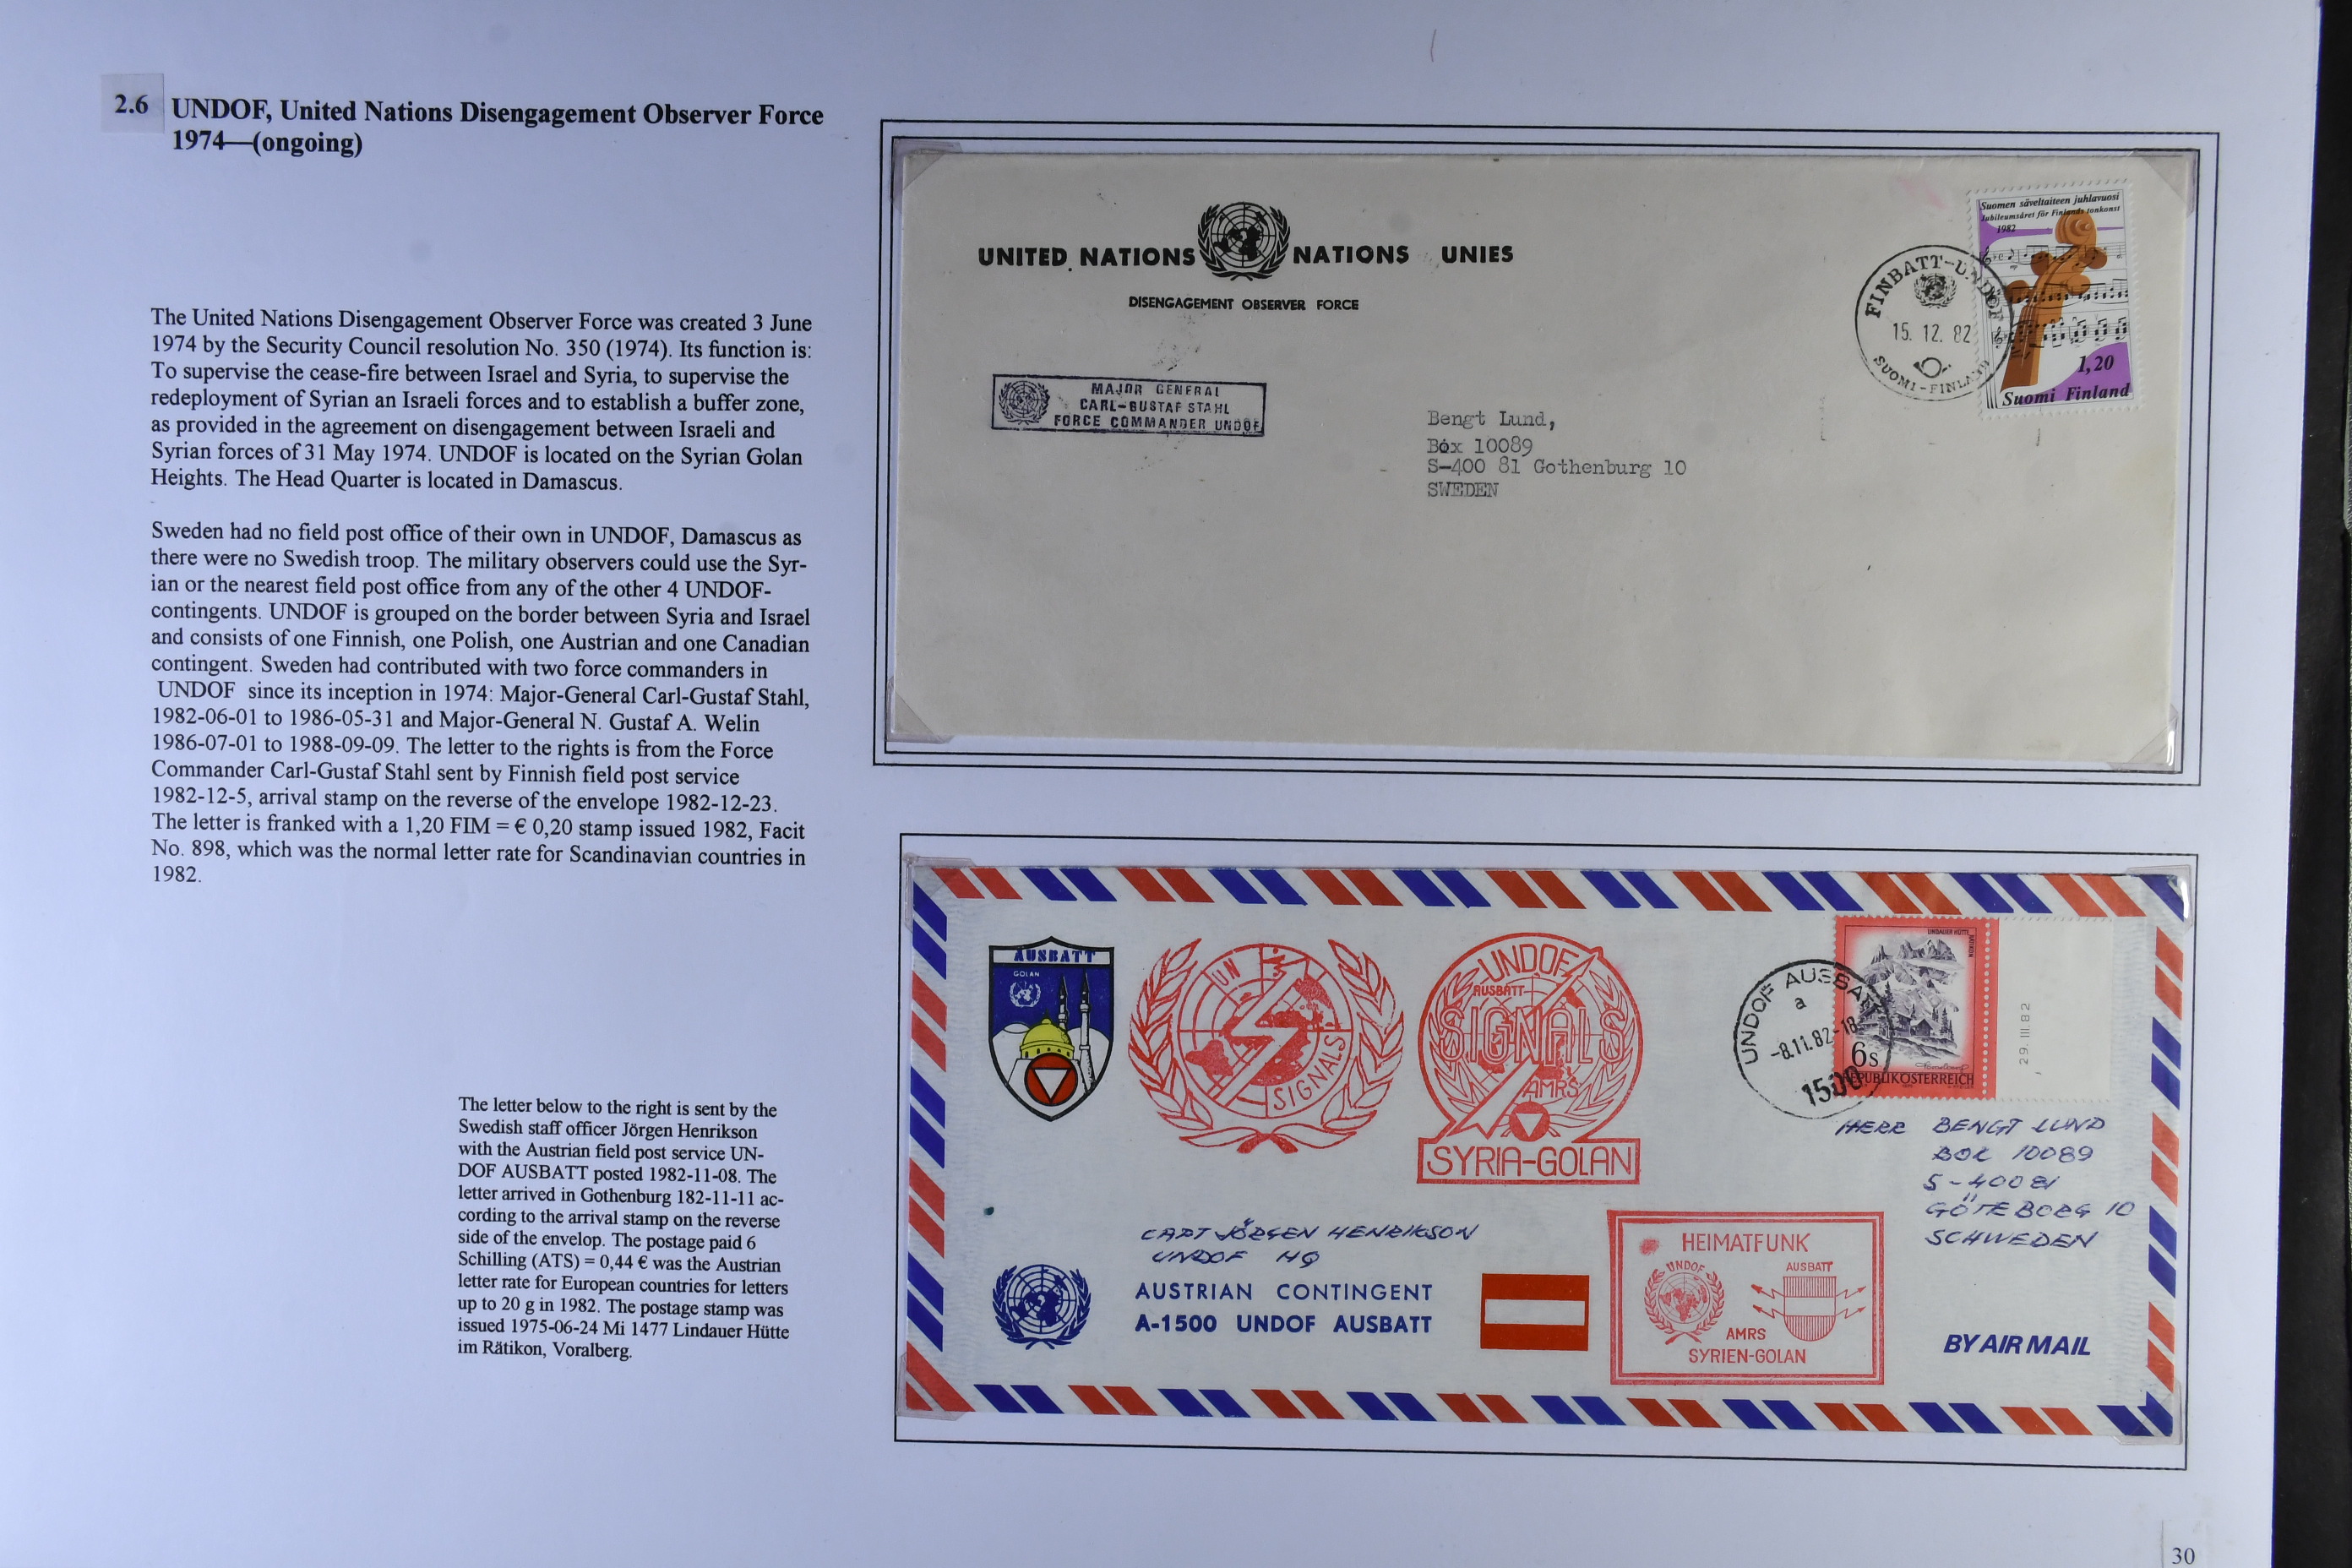 2.6 UNDOF, United Nations Disengagement Observer Force
1974—(ongoing)
The United Nations Disengagement Observer Force was created 3 June
1974 by the Security Council resolution No. 350 (1974). Its function is:
To supervise the cease-fire between Israel and Syria, to supervise the
redeployment of Syrian an Israeli forces and to establish a buffer zone,
as provided in the agreement on disengagement between Israeli and
Syrian forces of 31 May 1974. UNDOF is located on the Syrian Golan
Heights. The Head Quarter is located in Damascus.
Sweden had no field post office of their own in UNDOF, Damascus as
there were no Swedish troop. The military observers could use the Syr-
ian or the nearest field post office from any of the other 4 UNDOF-
contingents. UNDOF is grouped on the border between Syria and Israel
and consists of one Finnish, one Polish, one Austrian and one Canadian
contingent. Sweden had contributed with two force commanders in
UNDOF since its inception in 1974: Major-General Carl-Gustaf Stahl,
1982-06-01 to 1986-05-31 and Major-General N. Gustaf A. Welin
1986-07-01 to 1988-09-09. The letter to the rights is from the Force
Commander Carl-Gustaf Stahl sent by Finnish field post service
1982-12-5, arrival stamp on the reverse of the envelope 1982-12-23.
The letter is franked with a 1,20 FIM = € 0,20 stamp issued 1982, Facit
No. 898, which was the normal letter rate for Scandinavian countries in
1982.
The letter below to the right is sent by the
Swedish staff officer Jörgen Henrikson
with the Austrian field post service UN-
DOF AUSBATT posted 1982-11-08. The
letter arrived in Gothenburg 182-11-11 ac-
cording to the arrival stamp on the reverse
side of the envelop. The postage paid 6
Schilling (ATS) = 0,44 € was the Austrian
letter rate for European countries for letters
up to 20 g in 1982. The postage stamp was
issued 1975-06-24 Mi 1477 Lindauer Hütte
im Rätikon, Voralberg.
UNITED NATIONS NATIONS UNIES
DISENGAGEMENT OBSERVER FORCE
MAJOR GENERAL
CARL-GUSTAF STAHL
FORCE COMMANDER UNDOF
Bengt Lund,
Box 10089
S-400 81 Gothenburg 10
SWEDEN
FINBATT-UNDOF
15. 12. 82
SUOMI-FINLAND
Suomen säveltaiteen juhlavuosi
Jubileumsåret för Finlands tonkonst
1982
1,20
Suomi Finland
AUSBATT
GOLAN
UN
SIGNALS
UNDOF
AUSBATT
SIGNALS
AMRS
SYRIA-GOLAN
UNDOF AUSBATT
a
-8.11.82-18
1500
LINDAUER HÜTTE
RÄTIKON
6s
REPUBLIK ÖSTERREICH
29.III.82
HERR BENGT LUND
BOX 10089
S-40081
GÖTEBORG 10
SCHWEDEN
CAPT JÖRGEN HENRIKSON
UNDOF HQ
AUSTRIAN CONTINGENT
A-1500 UNDOF AUSBATT
HEIMATFUNK
UNDOF
AUSBATT
AMRS
SYRIEN-GOLAN
BY AIR MAIL
30